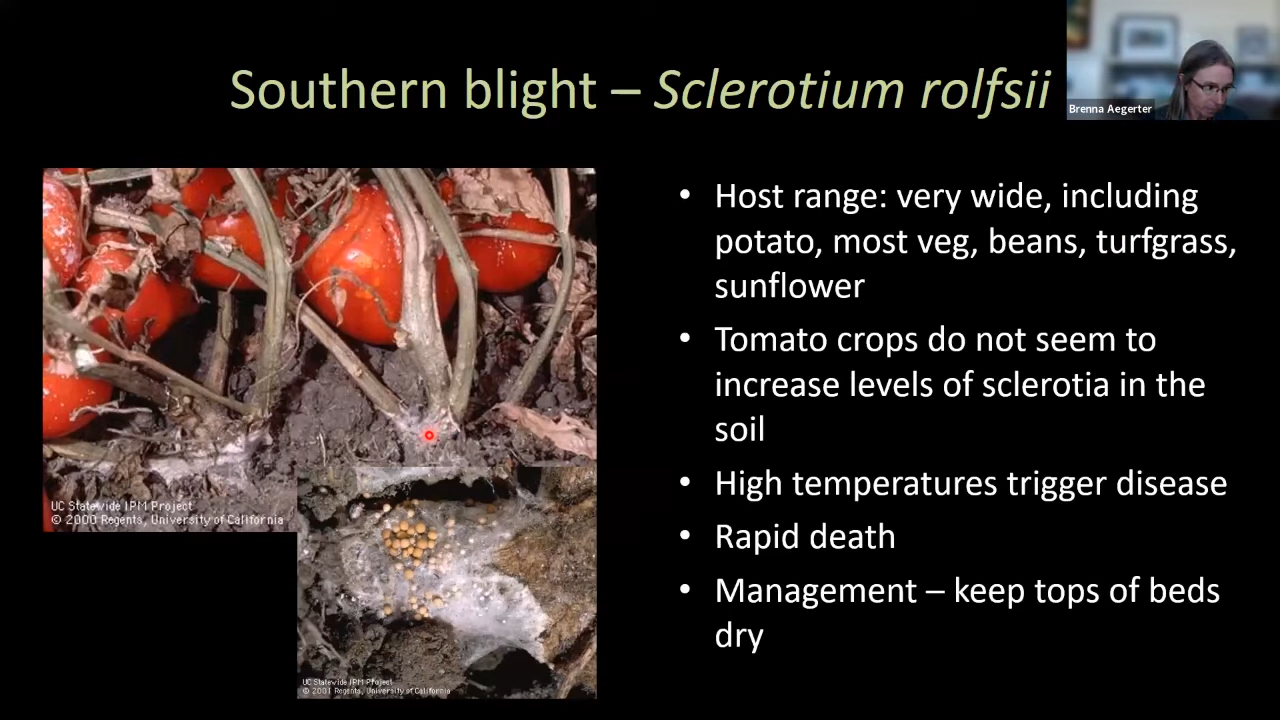 Southern blight – Sclerotium rolfsii
Brenna Aegerter
• Host range: very wide, including
potato, most veg, beans, turfgrass,
sunflower
• Tomato crops do not seem to
increase levels of sclerotia in the
soil
• High temperatures trigger disease
• Rapid death
• Management – keep tops of beds
dry
UC Statewide IPM Project
© 2000 Regents, University of California
UC Statewide IPM Project
© 2001 Regents, University of California